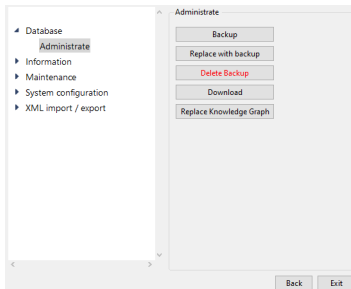 Database
Administrate
Information
Maintenance
System configuration
XML import / export
Administrate
Backup
Replace with backup
Delete Backup
Download
Replace Knowledge Graph
Back
Exit